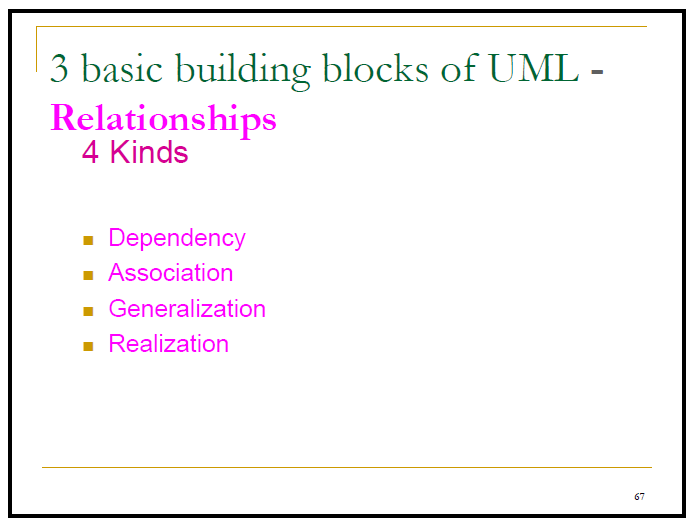 3 basic building blocks of UML -
Relationships
4 Kinds
Dependency
Association
Generalization
Realization
67